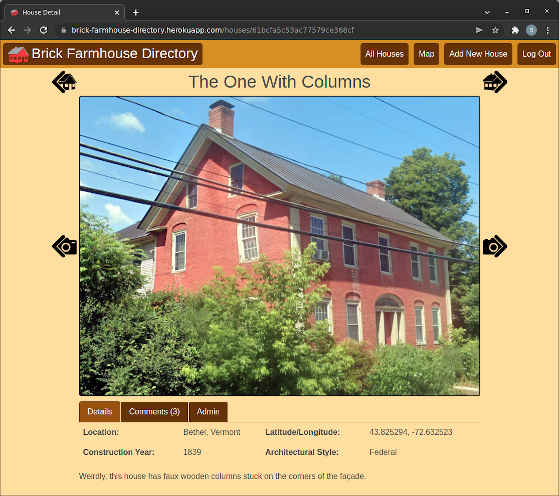 House Detail
brick-farmhouse-directory.herokuapp.com/houses/61bcfa5c53ac77579ce368cf
Brick Farmhouse Directory
All Houses Map Add New House Log Out
The One With Columns
Details Comments (3) Admin
Location: Bethel, Vermont Latitude/Longitude: 43.825294, -72.632523
Construction Year: 1839 Architectural Style: Federal
Weirdly, this house has faux wooden columns stuck on the corners of the façade.